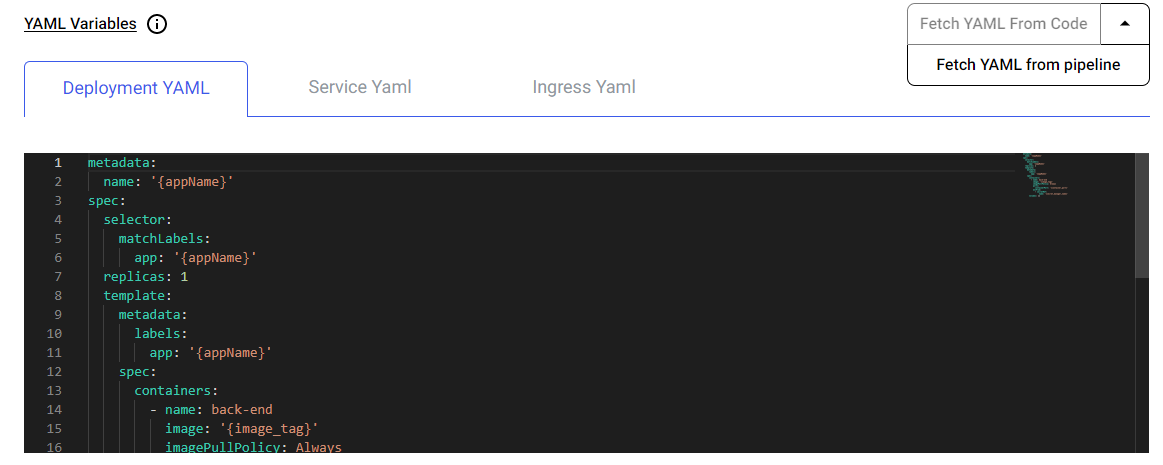 YAML Variables
Fetch YAML From Code
Fetch YAML from pipeline
Deployment YAML
Service Yaml
Ingress Yaml
1 metadata:
2   name: '{appName}'
3 spec:
4   selector:
5     matchLabels:
6       app: '{appName}'
7   replicas: 1
8   template:
9     metadata:
10       labels:
11         app: '{appName}'
12     spec:
13       containers:
14         - name: back-end
15           image: '{image_tag}'
16           imagePullPolicy: Always